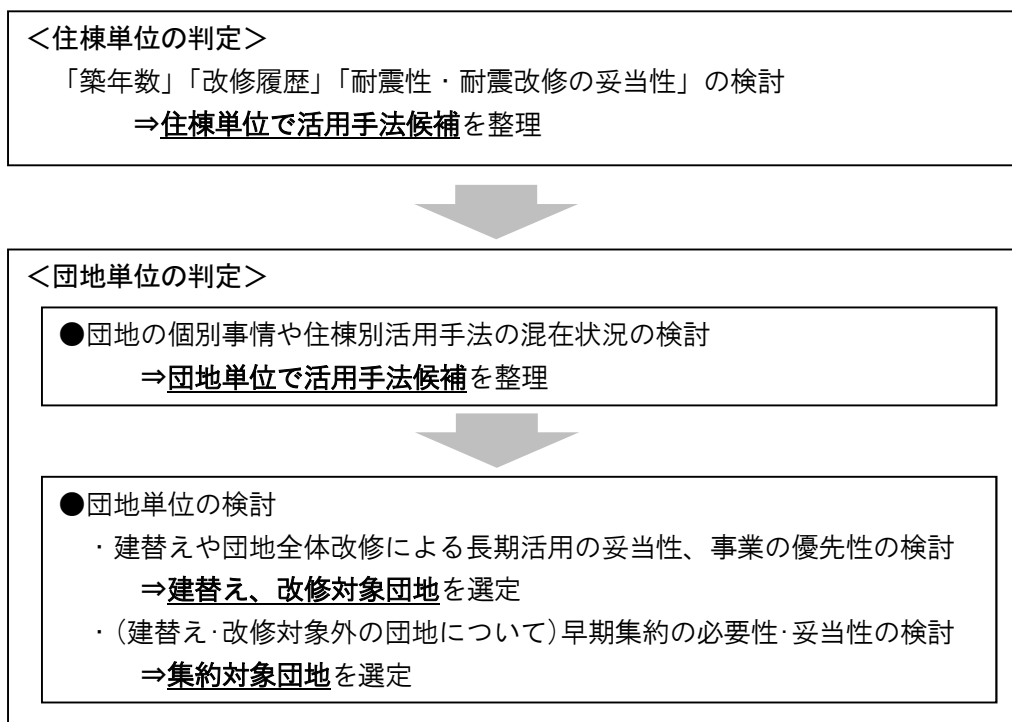 ＜住棟単位の判定＞
「築年数」「改修履歴」「耐震性・耐震改修の妥当性」の検討
⇒住棟単位で活用手法候補を整理
＜団地単位の判定＞
●団地の個別事情や住棟別活用手法の混在状況の検討
⇒団地単位で活用手法候補を整理
●団地単位の検討
・建替えや団地全体改修による長期活用の妥当性、事業の優先性の検討
⇒建替え、改修対象団地を選定
・（建替え・改修対象外の団地について）早期集約の必要性・妥当性の検討
⇒集約対象団地を選定